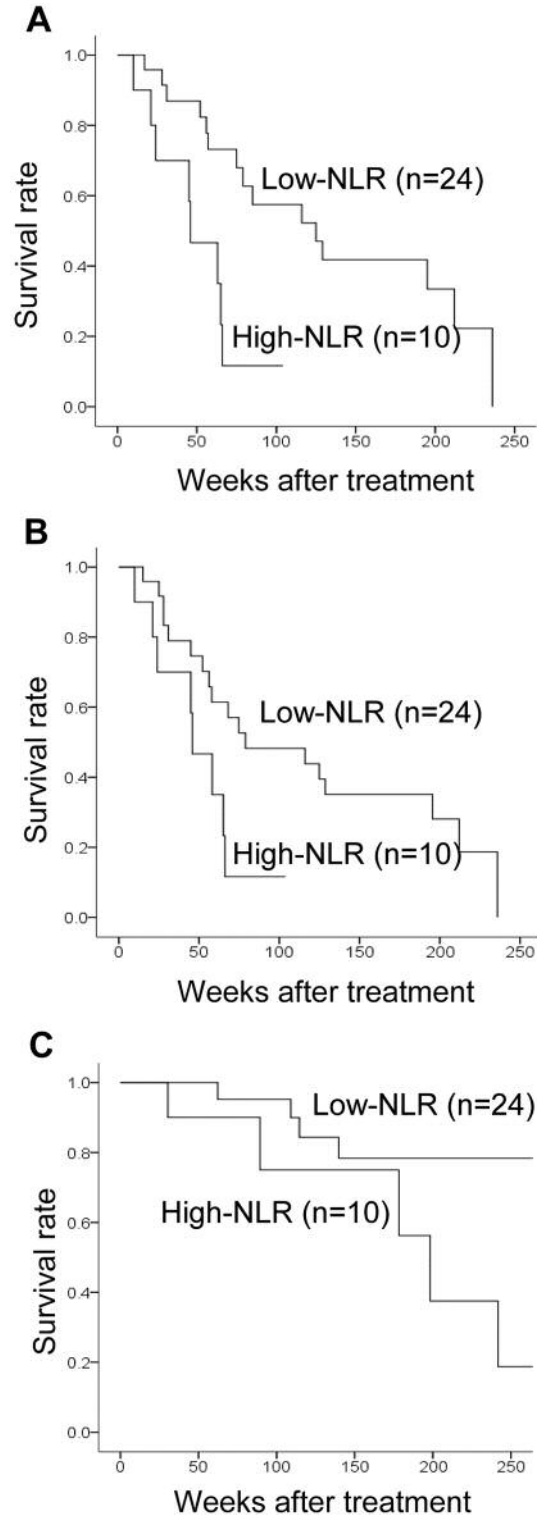 A
1.0
0.8
0.6
0.4
0.2
0.0
Survival rate
Low-NLR (n=24)
High-NLR (n=10)
0 50 100 150 200 250
Weeks after treatment
B
1.0
0.8
0.6
0.4
0.2
0.0
Survival rate
Low-NLR (n=24)
High-NLR (n=10)
0 50 100 150 200 250
Weeks after treatment
C
1.0
0.8
0.6
0.4
0.2
0.0
Survival rate
Low-NLR (n=24)
High-NLR (n=10)
0 50 100 150 200 250
Weeks after treatment